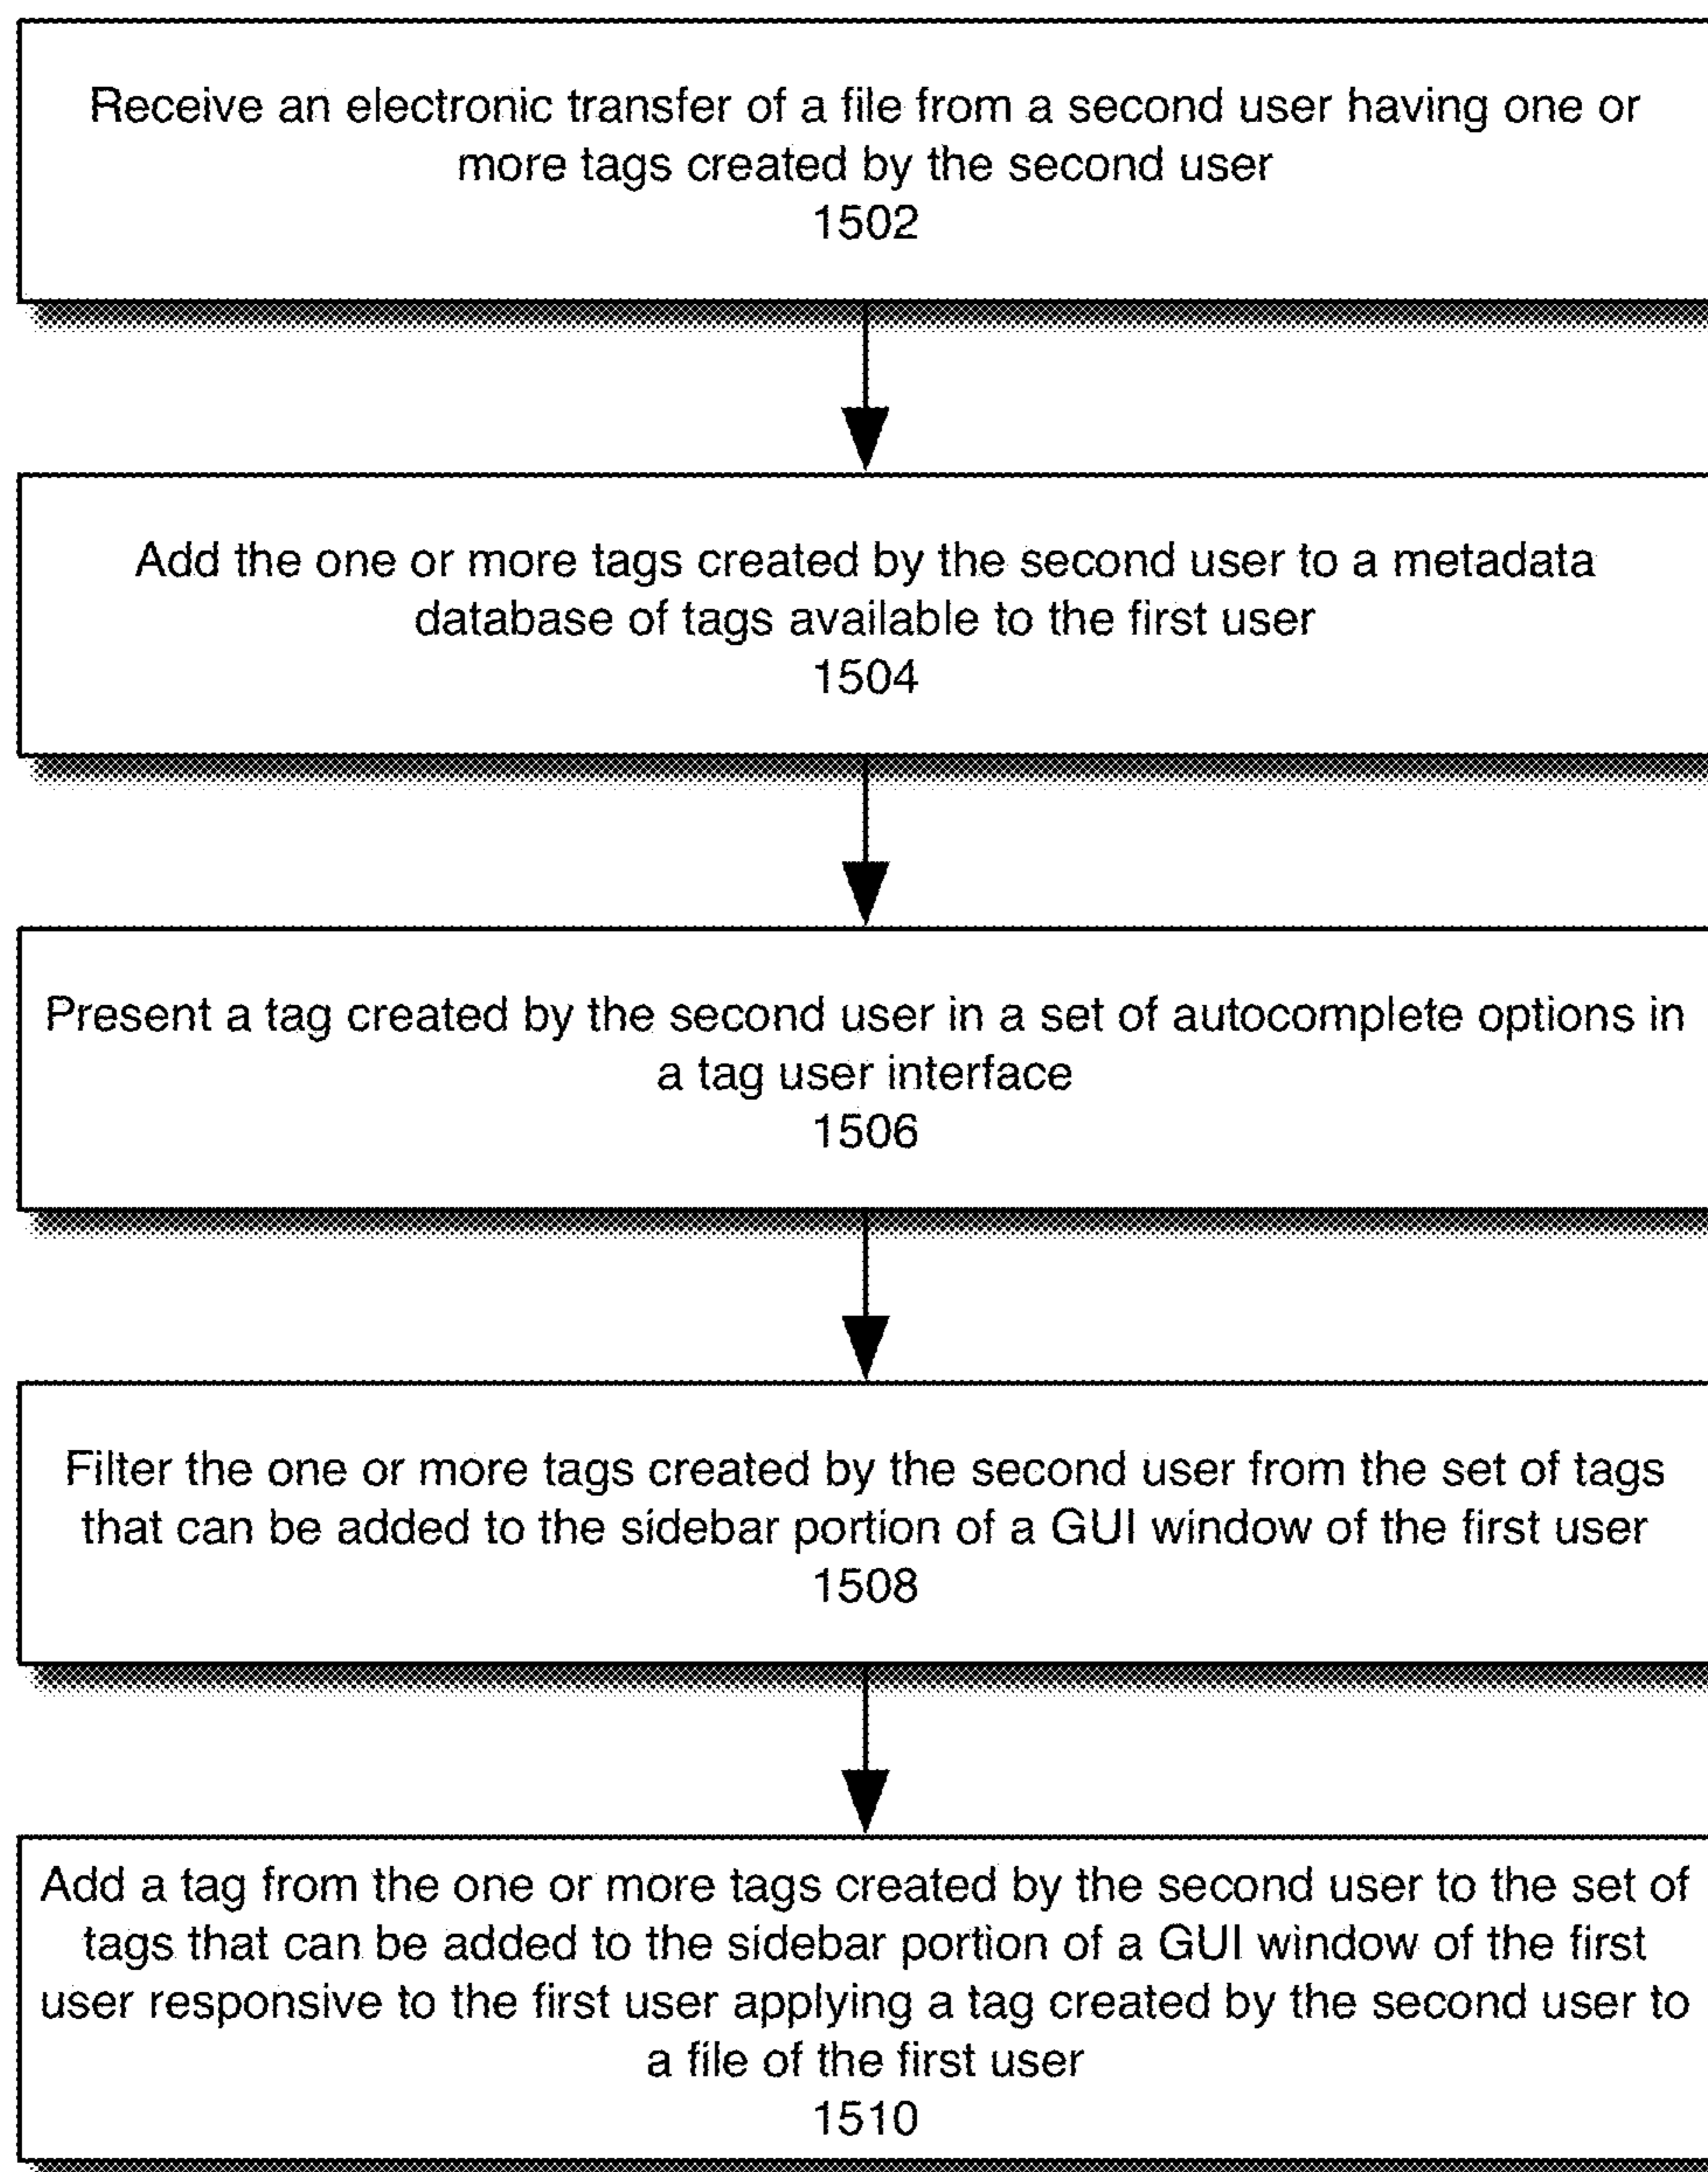 Receive an electronic transfer of a file from a second user having one or
more tags created by the second user
1502
Add the one or more tags created by the second user to a metadata
database of tags available to the first user
1504
Present a tag created by the second user in a set of autocomplete options in
a tag user interface
1506
Filter the one or more tags created by the second user from the set of tags
that can be added to the sidebar portion of a GUI window of the first user
1508
Add a tag from the one or more tags created by the second user to the set of
tags that can be added to the sidebar portion of a GUI window of the first
user responsive to the first user applying a tag created by the second user to
a file of the first user
1510